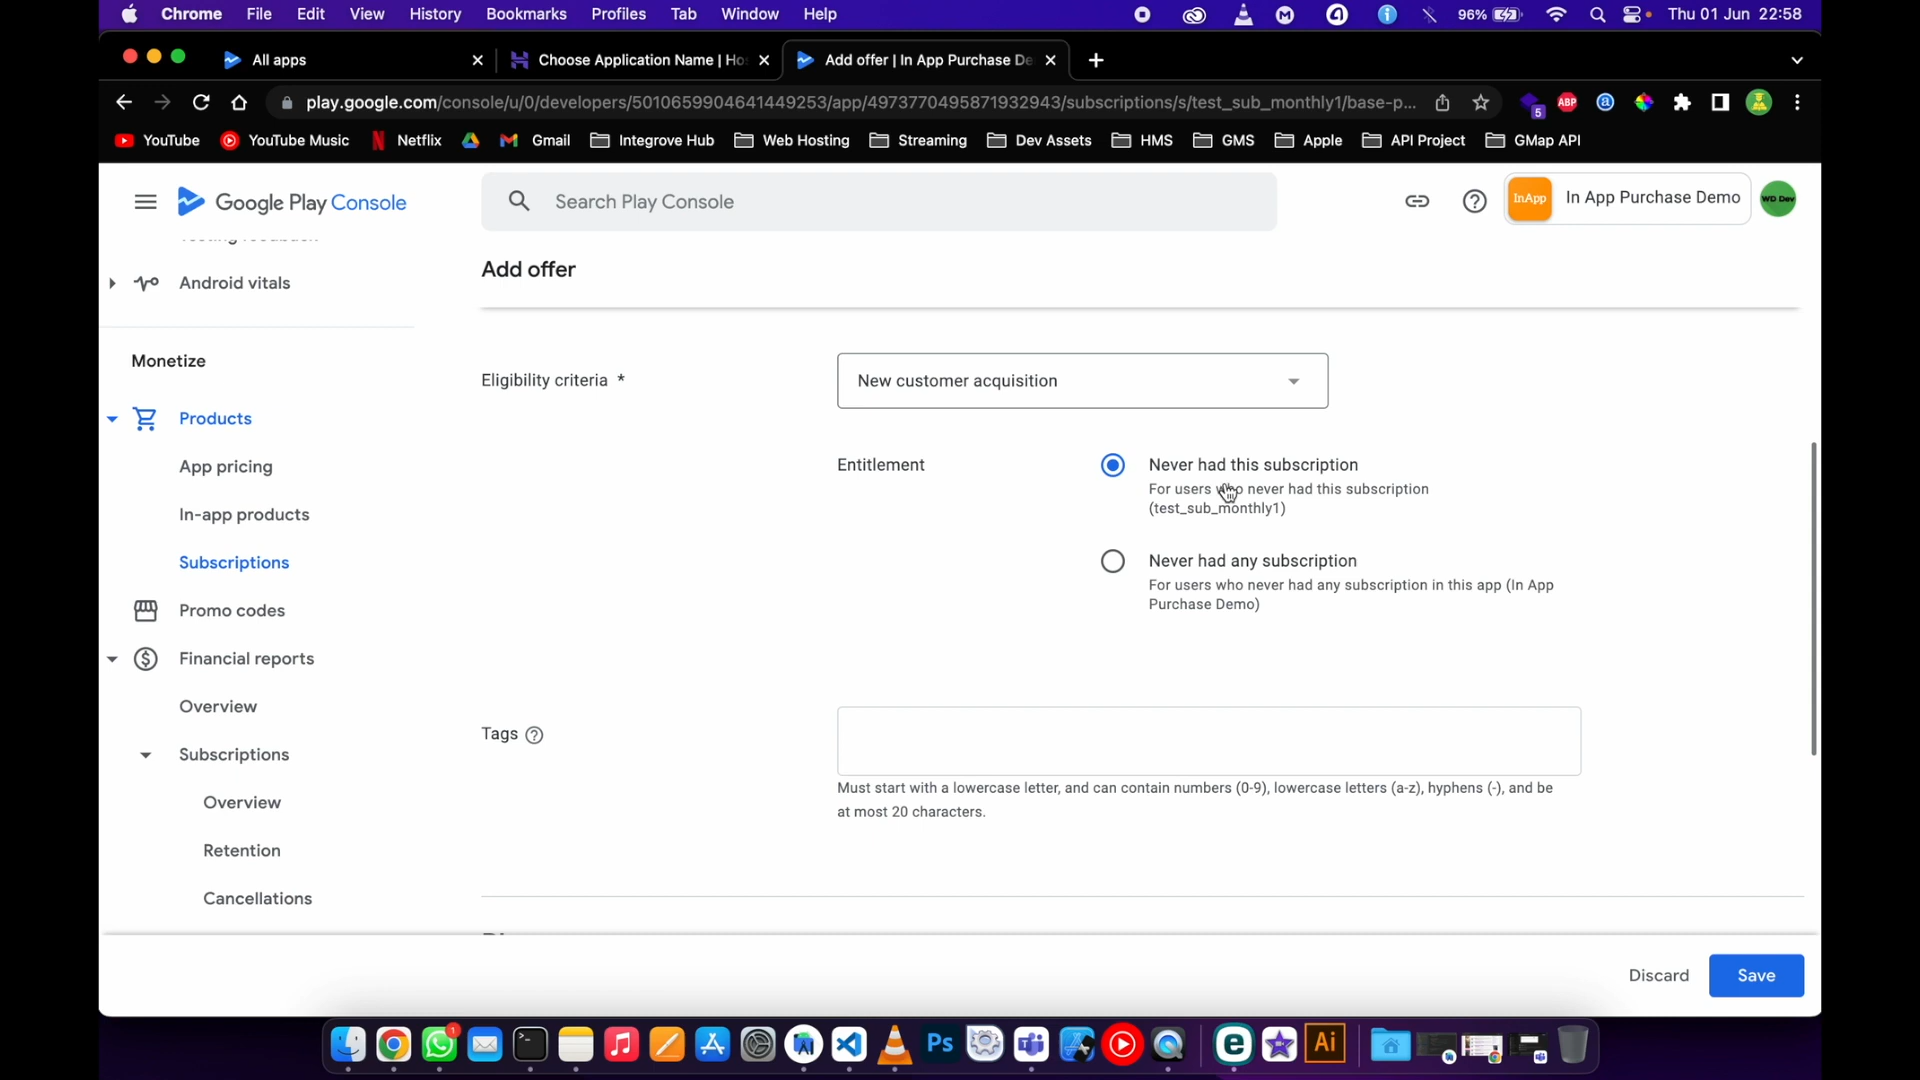 Chrome File Edit View History Bookmarks Profiles Tab Window Help 96% Thu 01 Jun 22:58
All apps
Choose Application Name | Ho
Add offer | In App Purchase De
play.google.com/console/u/0/developers/5010659904641449253/app/4973770495871932943/subscriptions/s/test_sub_monthly1/base-p...
5
ABP
YouTube YouTube Music Netflix Gmail Integrove Hub Web Hosting Streaming Dev Assets HMS GMS Apple API Project GMap API
Google Play Console
Search Play Console
InApp
In App Purchase Demo
WD Dev
Android vitals
Monetize
Products
App pricing
In-app products
Subscriptions
Promo codes
Financial reports
Overview
Subscriptions
Overview
Retention
Cancellations
Add offer
Eligibility criteria *
New customer acquisition
Entitlement
Never had this subscription
For users who never had this subscription
(test_sub_monthly1)
Never had any subscription
For users who never had any subscription in this app (In App
Purchase Demo)
Tags
Must start with a lowercase letter, and can contain numbers (0-9), lowercase letters (a-z), hyphens (-), and be
at most 20 characters.
Discard
Save
1
Ps
Ai